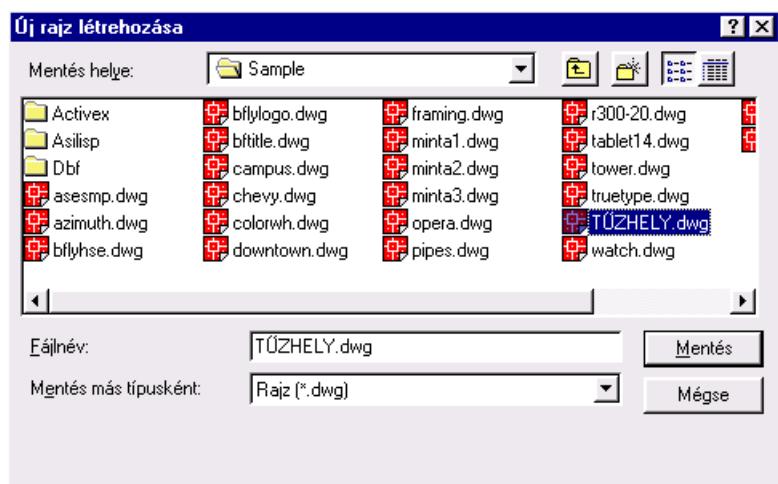 Új rajz létrehozása
Mentés helye: Sample
Activex bflylogo.dwg framing.dwg r300-20.dwg
Asilisp bftitle.dwg minta1.dwg tablet14.dwg
Dbf campus.dwg minta2.dwg tower.dwg
asesmp.dwg chevy.dwg minta3.dwg truetype.dwg
azimuth.dwg colorwh.dwg opera.dwg TŰZHELY.dwg
bflyhse.dwg downtown.dwg pipes.dwg watch.dwg
Fájlnév: TŰZHELY.dwg Mentés
Mentés más típusként: Rajz (*.dwg) Mégse